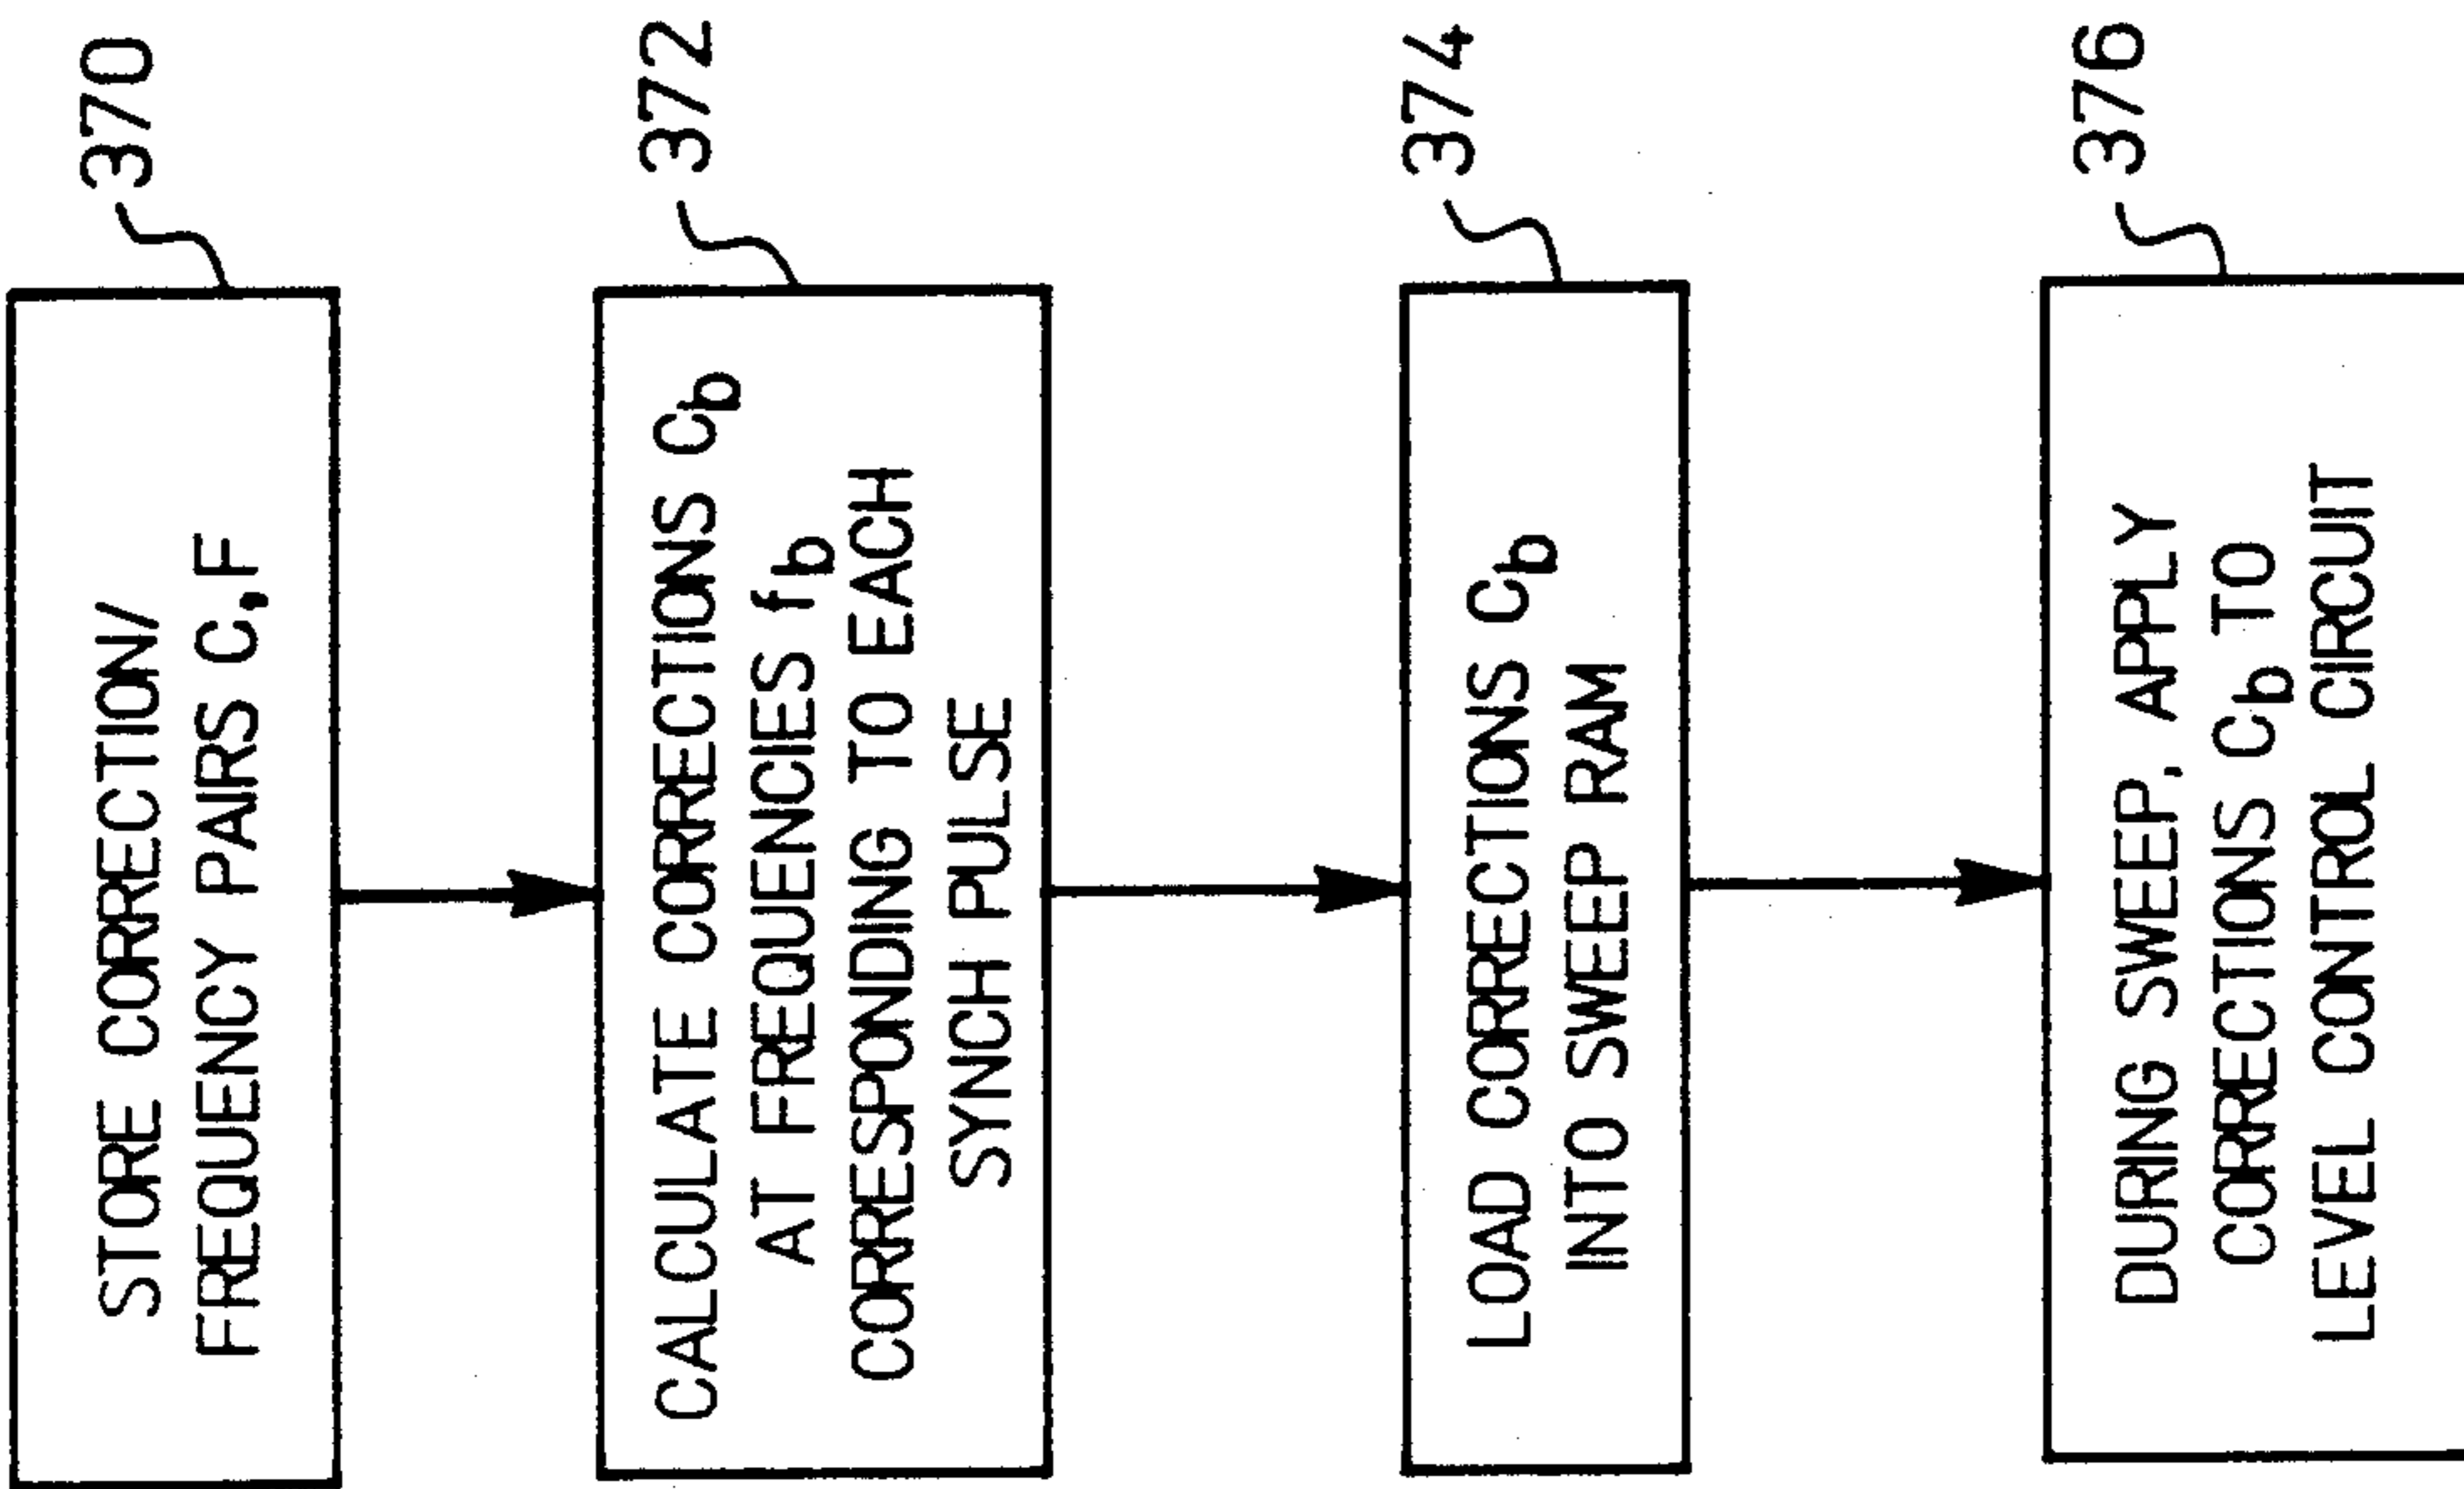 370
STORE CORRECTION/
FREQUENCY PAIRS C,F
372
CALCULATE CORRECTIONS Cb
AT FREQUENCIES fb
CORRESPONDING TO EACH
SYNCH PULSE
374
LOAD CORRECTIONS Cb
INTO SWEEP RAM
376
DURING SWEEP, APPLY
CORRECTIONS Cb TO
LEVEL CONTROL CIRCUIT